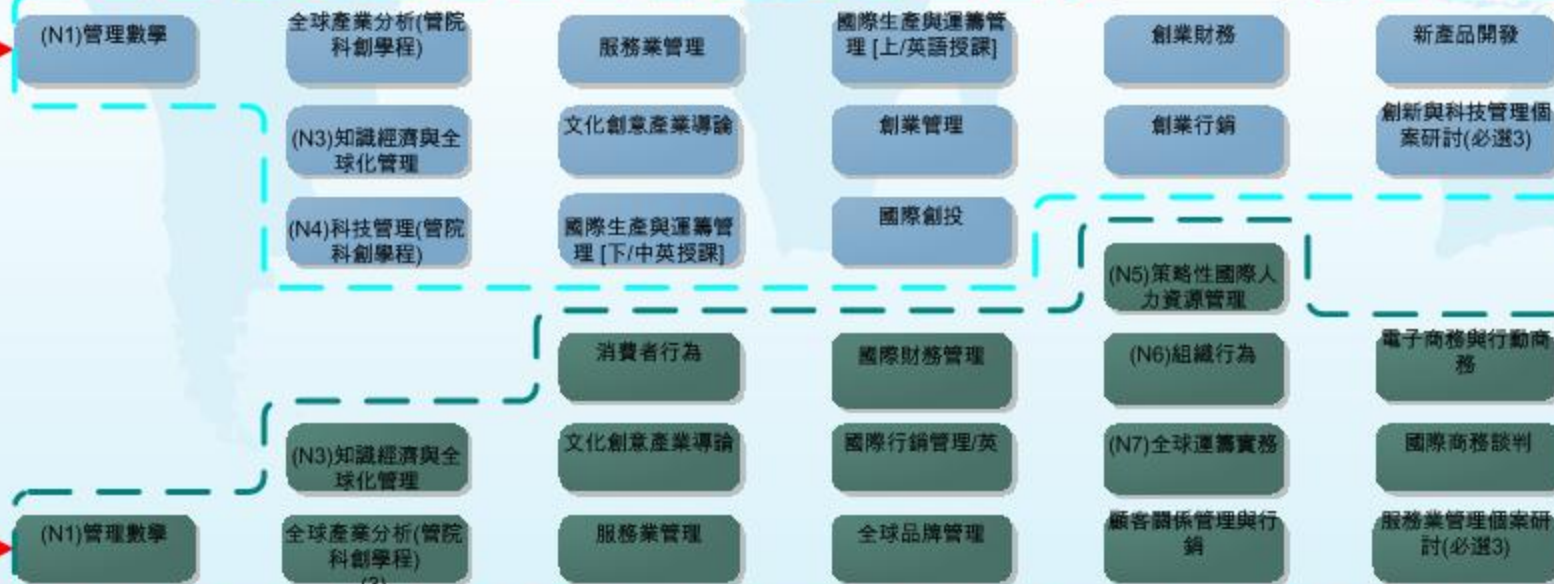 (N1)管理數學
全球產業分析(管院
科創學程)
服務業管理
國際生產與運籌管
理 [上/英語授課]
創業財務
新產品開發
(N3)知識經濟與全
球化管理
文化創意產業導論
創業管理
創業行銷
創新與科技管理個
案研討(必選3)
(N4)科技管理(管院
科創學程)
國際生產與運籌管
理 [下/中英授課]
國際創投
(N5)策略性國際人
力資源管理
消費者行為
國際財務管理
(N6)組織行為
電子商務與行動商
務
(N3)知識經濟與全
球化管理
文化創意產業導論
國際行銷管理/英
(N7)全球運籌實務
國際商務談判
(N1)管理數學
全球產業分析(管院
科創學程)
(3)
服務業管理
全球品牌管理
顧客關係管理與行
銷
服務業管理個案研
討(必選3)